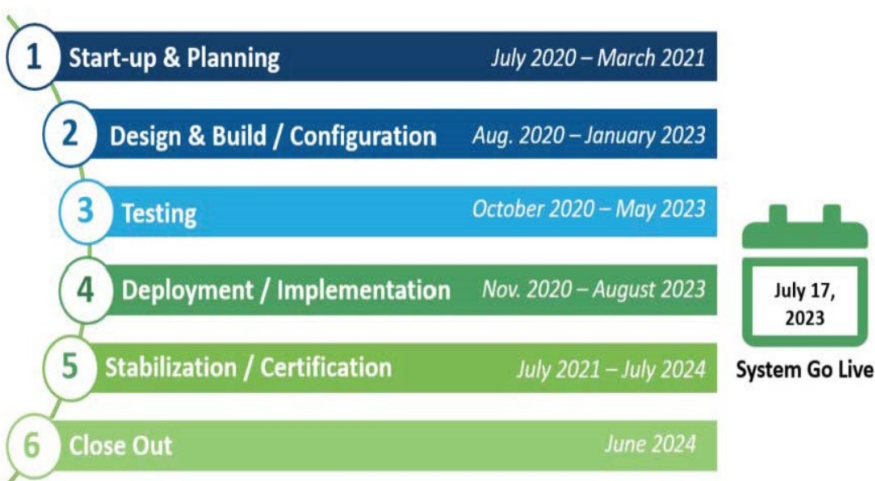 1 Start-up & Planning July 2020 – March 2021
2 Design & Build / Configuration Aug. 2020 – January 2023
3 Testing October 2020 – May 2023
4 Deployment / Implementation Nov. 2020 – August 2023
5 Stabilization / Certification July 2021 – July 2024
6 Close Out June 2024
July 17,
2023
System Go Live